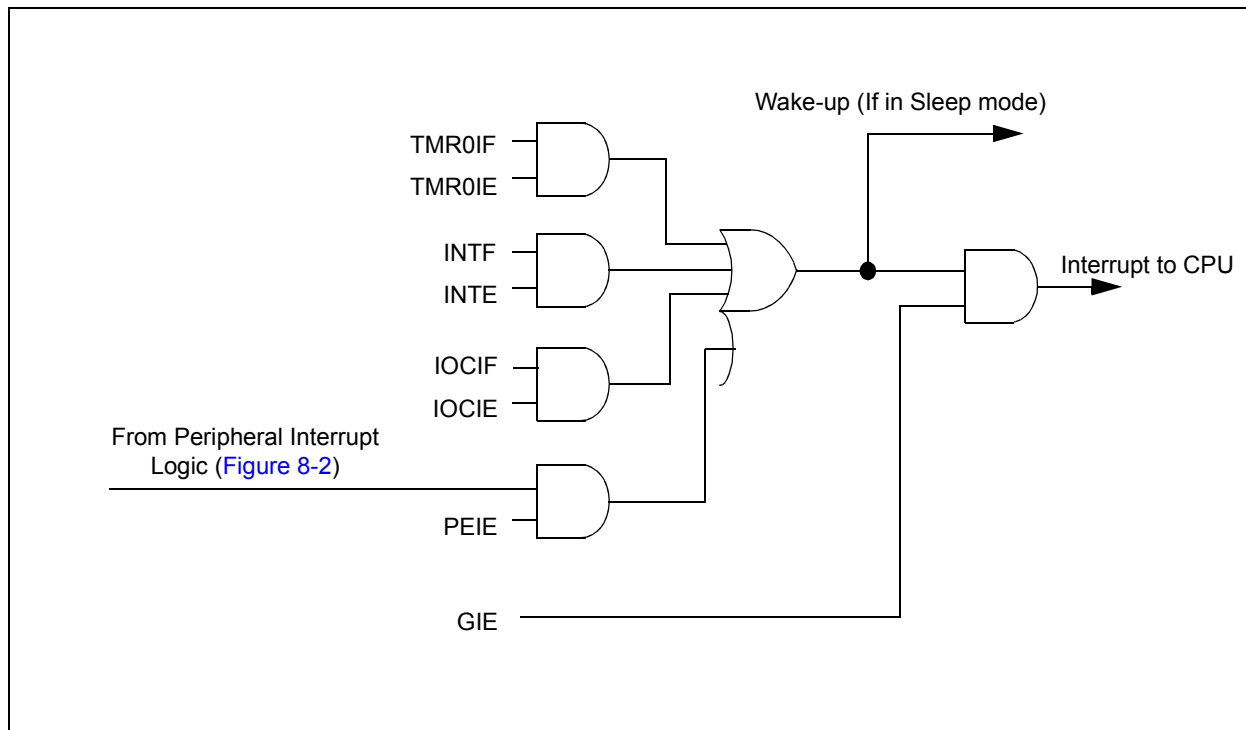 Wake-up (If in Sleep mode)
TMR0IF
TMR0IE
INTF
INTE
Interrupt to CPU
IOCIF
IOCIE
From Peripheral Interrupt
Logic (Figure 8-2)
PEIE
GIE